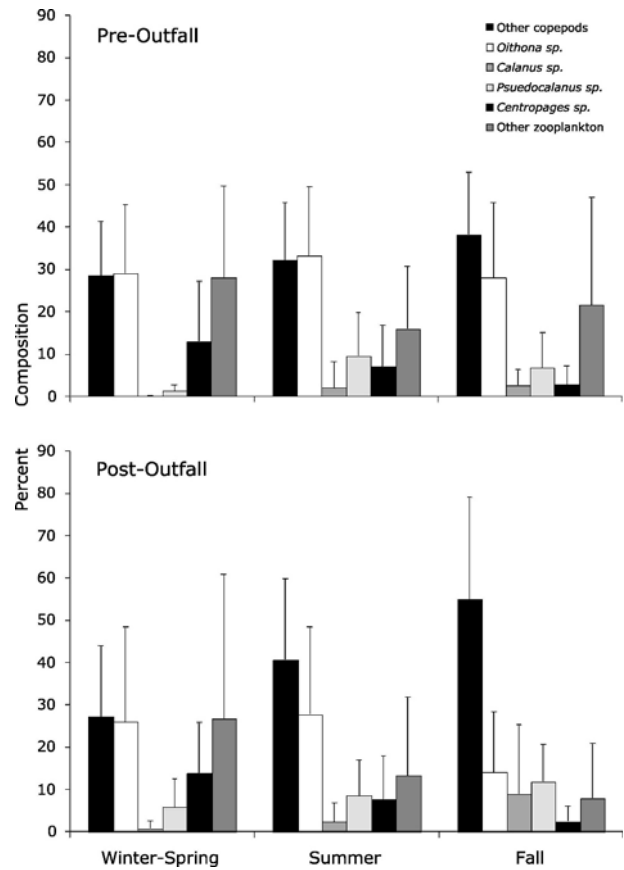 Pre-Outfall
Other copepods
Oithona sp.
Calanus sp.
Psuedocalanus sp.
Centropages sp.
Other zooplankton
90
80
70
60
50
40
30
20
10
0
Composition
Post-Outfall
Percent
90
80
70
60
50
40
30
20
10
0
Winter-Spring Summer Fall